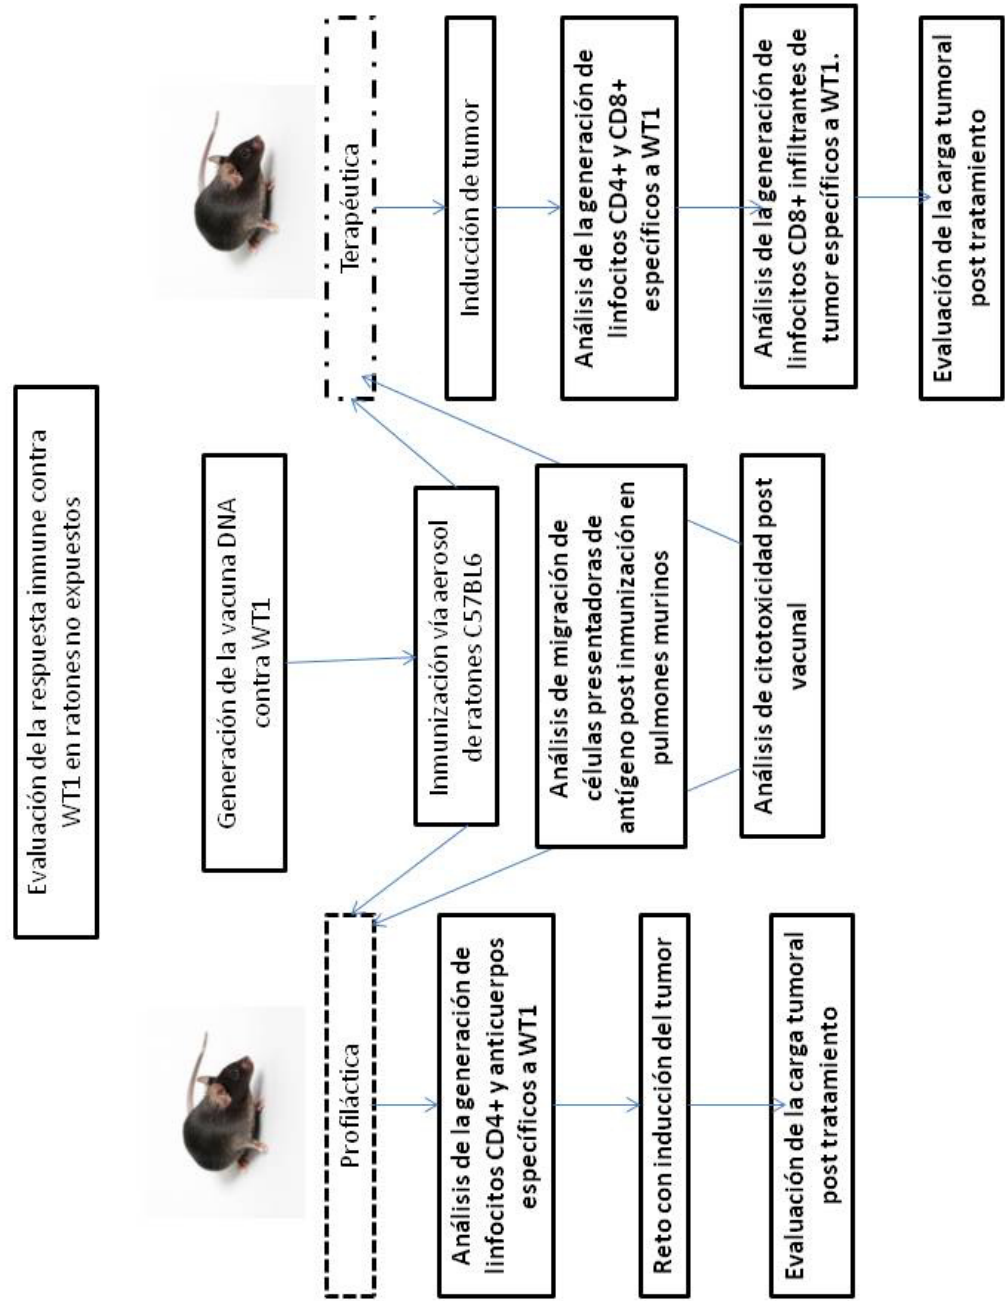 Evaluación de la respuesta inmune contra
WT1 en ratones no expuestos
Generación de la vacuna DNA
contra WT1
Inmunización vía aerosol
de ratones C57BL6
Análisis de migración de
células presentadoras de
antígeno post inmunización en
pulmones murinos
Análisis de citotoxicidad post
vacunal
Profiláctica
Análisis de la generación de
linfocitos CD4+ y anticuerpos
específicos a WT1
Reto con inducción del tumor
Evaluación de la carga tumoral
post tratamiento
Terapéutica
Inducción de tumor
Análisis de la generación de
linfocitos CD4+ y CD8+
específicos a WT1
Análisis de la generación de
linfocitos CD8+ infiltrantes de
tumor específicos a WT1.
Evaluación de la carga tumoral
post tratamiento